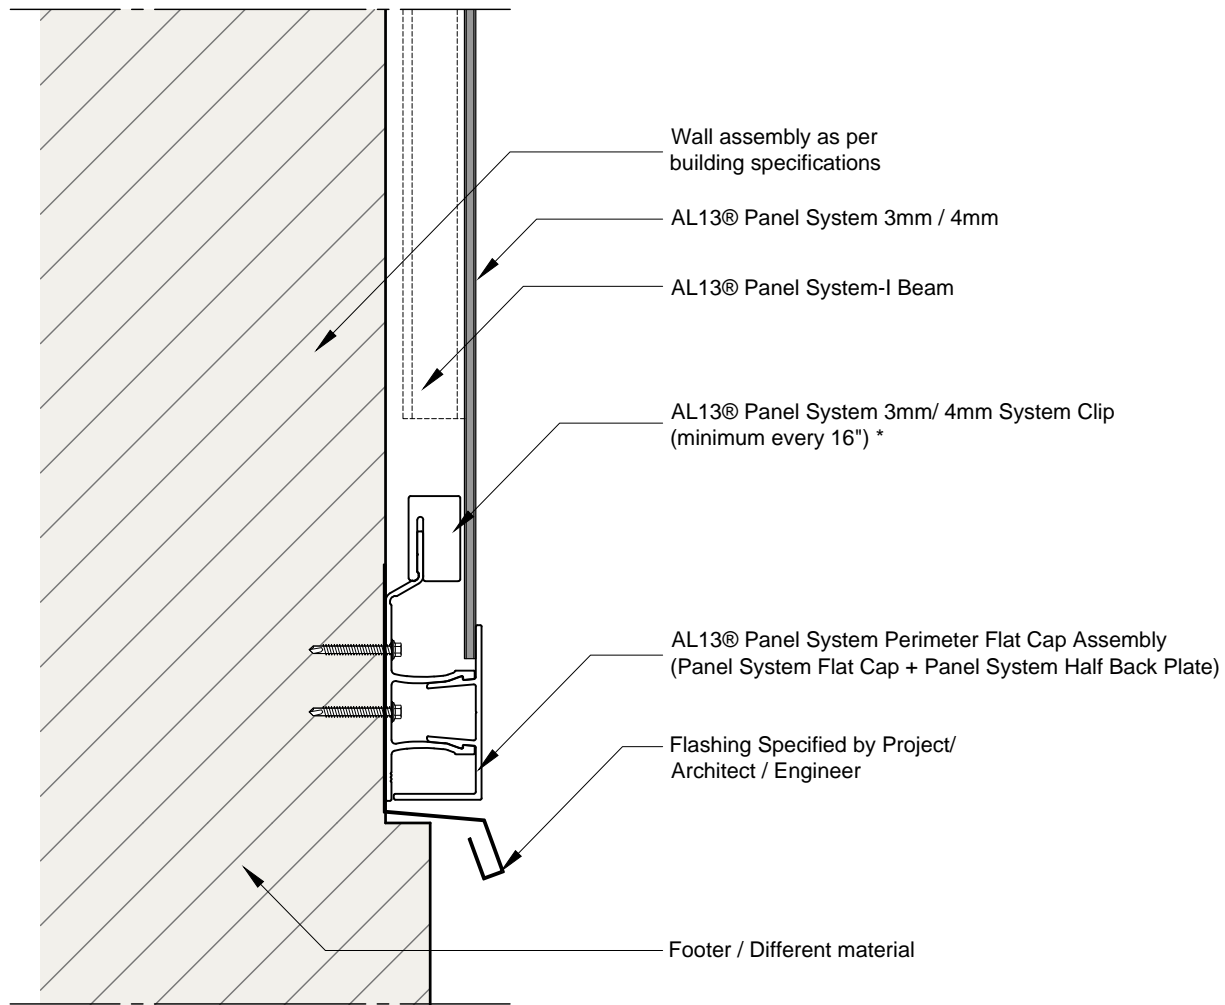 Wall assembly as per
building specifications
AL13® Panel System 3mm / 4mm
AL13® Panel System-I Beam
AL13® Panel System 3mm/ 4mm System Clip
(minimum every 16") *
AL13® Panel System Perimeter Flat Cap Assembly
(Panel System Flat Cap + Panel System Half Back Plate)
Flashing Specified by Project/
Architect / Engineer
Footer / Different material